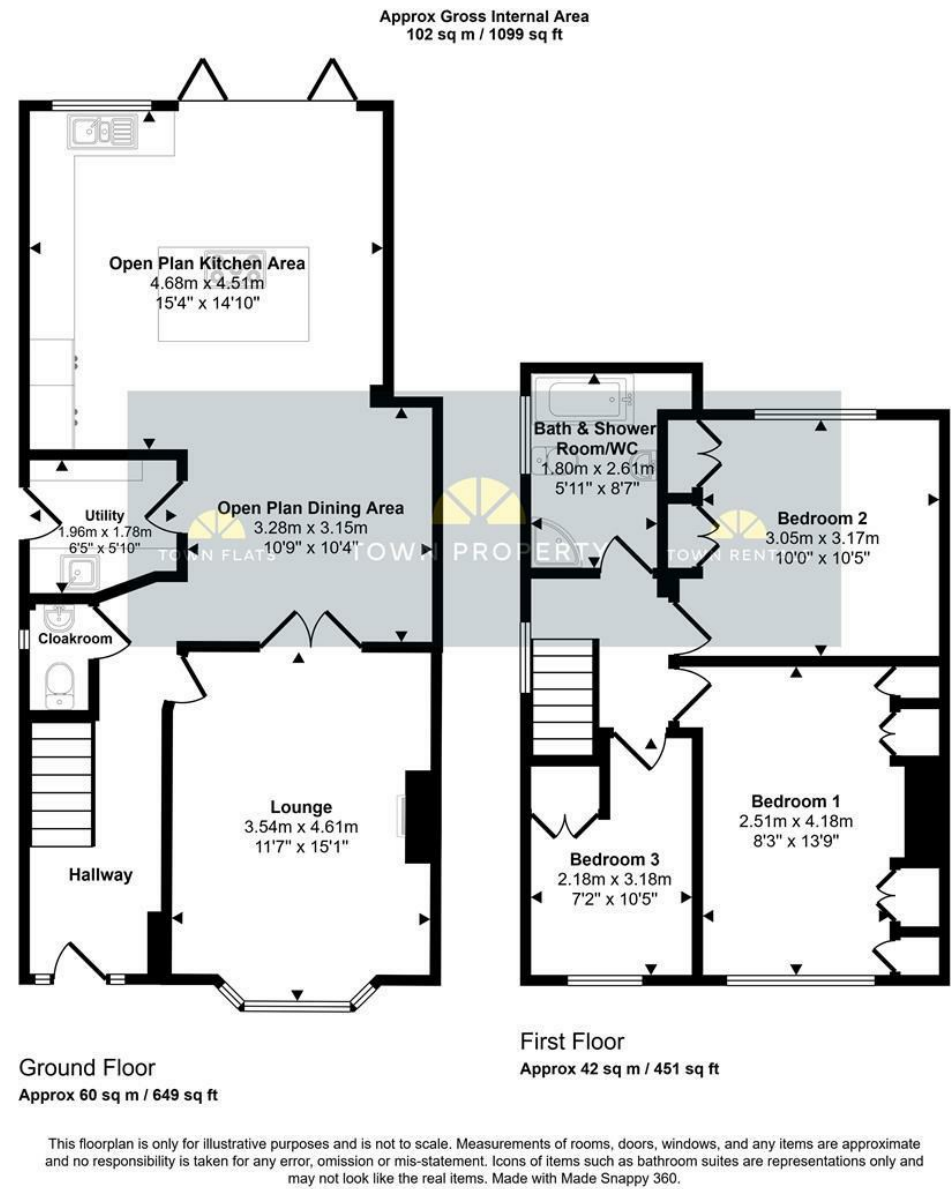 Approx Gross Internal Area
102 sq m / 1099 sq ft
Open Plan Kitchen Area
4.68m x 4.51m
15'4" x 14'10"
Bath & Shower
Room/WC
1.80m x 2.61m
5'11" x 8'7"
Utility
1.96m x 1.78m
6'5" x 5'10"
Open Plan Dining Area
3.28m x 3.15m
10'9" x 10'4"
Bedroom 2
3.05m x 3.17m
10'0" x 10'5"
TOWN FLATS
TOWN PROPERTY
TOWN RENTALS
Cloakroom
Lounge
3.54m x 4.61m
11'7" x 15'1"
Bedroom 1
2.51m x 4.18m
8'3" x 13'9"
Hallway
Bedroom 3
2.18m x 3.18m
7'2" x 10'5"
Ground Floor
Approx 60 sq m / 649 sq ft
First Floor
Approx 42 sq m / 451 sq ft
This floorplan is only for illustrative purposes and is not to scale. Measurements of rooms, doors, windows, and any items are approximate
and no responsibility is taken for any error, omission or mis-statement. Icons of items such as bathroom suites are representations only and
may not look like the real items. Made with Made Snappy 360.